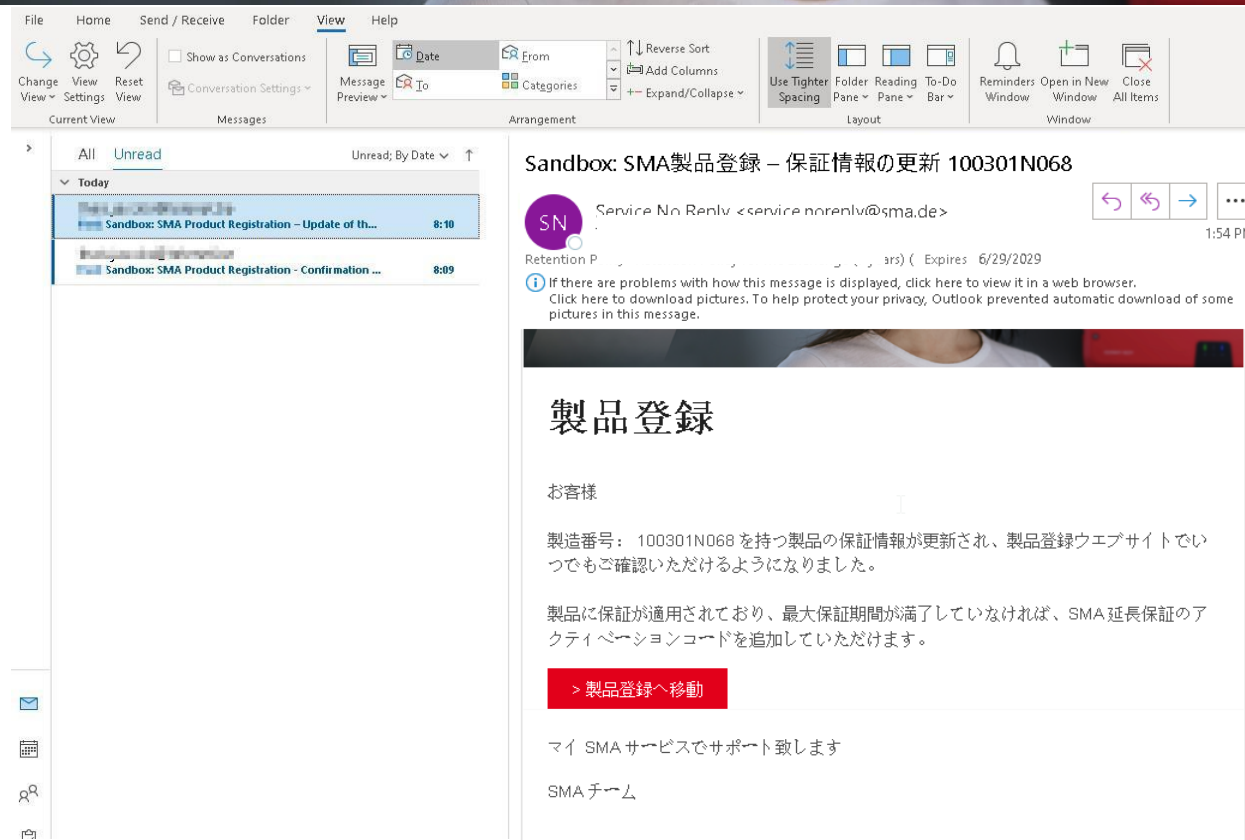 File Home Send / Receive Folder View Help
Change View
View Settings
Reset View
Current View
Show as Conversations
Conversation Settings
Messages
Message Preview
Date
To
From
Categories
Reverse Sort
Add Columns
Expand/Collapse
Arrangement
Use Tighter Spacing
Folder Pane
Reading Pane
To-Do Bar
Layout
Reminders Window
Open in New Window
Close All Items
Window
All Unread
Unread; By Date
Today
Sandbox: SMA Product Registration – Update of th... 8:10
Sandbox: SMA Product Registration - Confirmation ... 8:09
Sandbox: SMA製品登録 – 保証情報の更新 100301N068
SN
Service No Reply <service.noreply@sma.de>
1:54 PM
Retention P ars) ( Expires 6/29/2029
If there are problems with how this message is displayed, click here to view it in a web browser.
Click here to download pictures. To help protect your privacy, Outlook prevented automatic download of some
pictures in this message.
製品登録
お客様
製造番号： 100301N068 を持つ製品の保証情報が更新され、製品登録ウエブサイトでい
つでもご確認いただけるようになりました。
製品に保証が適用されており、最大保証期間が満了していなければ、SMA 延長保証のア
クティベーションコードを追加していただけます。
> 製品登録へ移動
マイ SMA サービスでサポート致します
SMA チーム